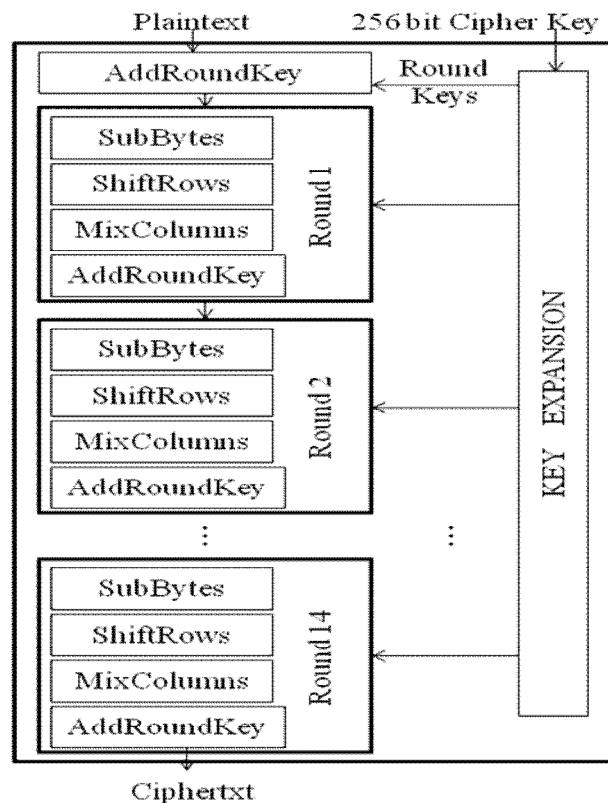 Plaintext
256 bit Cipher Key
AddRoundKey
Round
Keys
SubBytes
ShiftRows
MixColumns
AddRoundKey
Round 1
SubBytes
ShiftRows
MixColumns
AddRoundKey
Round 2
KEY EXPANSION
...
...
SubBytes
ShiftRows
MixColumns
AddRoundKey
Round 14
Ciphertxt